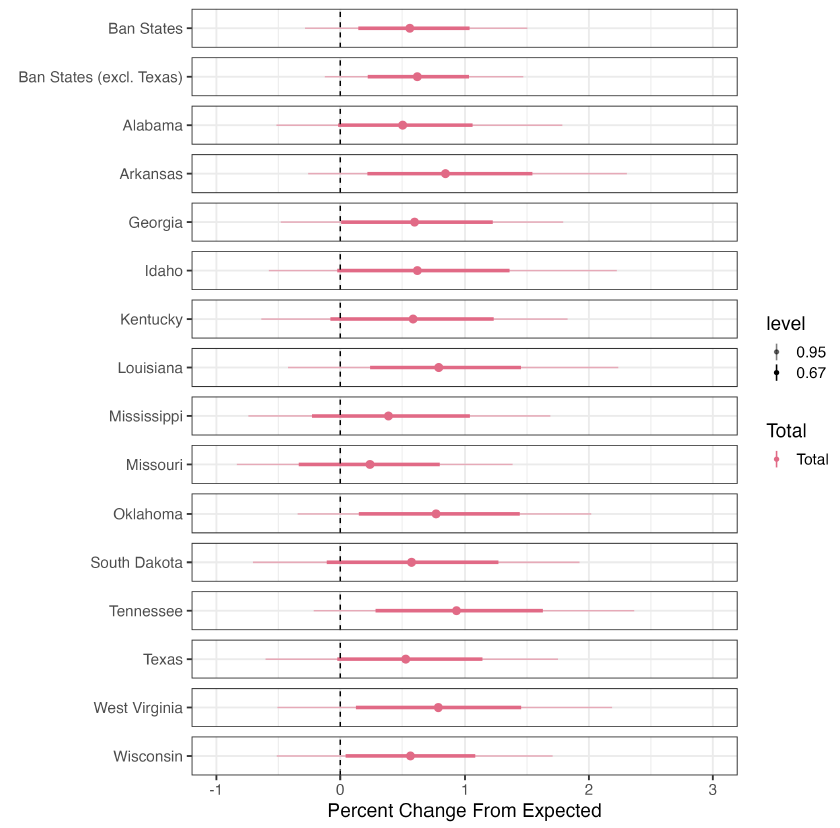 Ban States
Ban States (excl. Texas)
Alabama
Arkansas
Georgia
Idaho
Kentucky
Louisiana
Mississippi
Missouri
Oklahoma
South Dakota
Tennessee
Texas
West Virginia
Wisconsin
-1 0 1 2 3
Percent Change From Expected
level
0.95
0.67
Total
Total